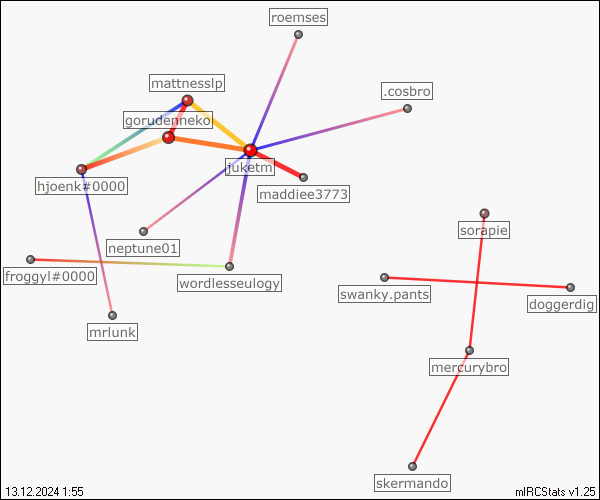 roemses
mattnesslp
.cosbro
gorudenneko
juketm
hjoenk#0000
maddiee3773
sorapie
neptune01
froggyl#0000
wordlesseulogy
swanky.pants
doggerdig
mrlunk
mercurybro
skermando
13.12.2024 1:55
mIRCStats v1.25